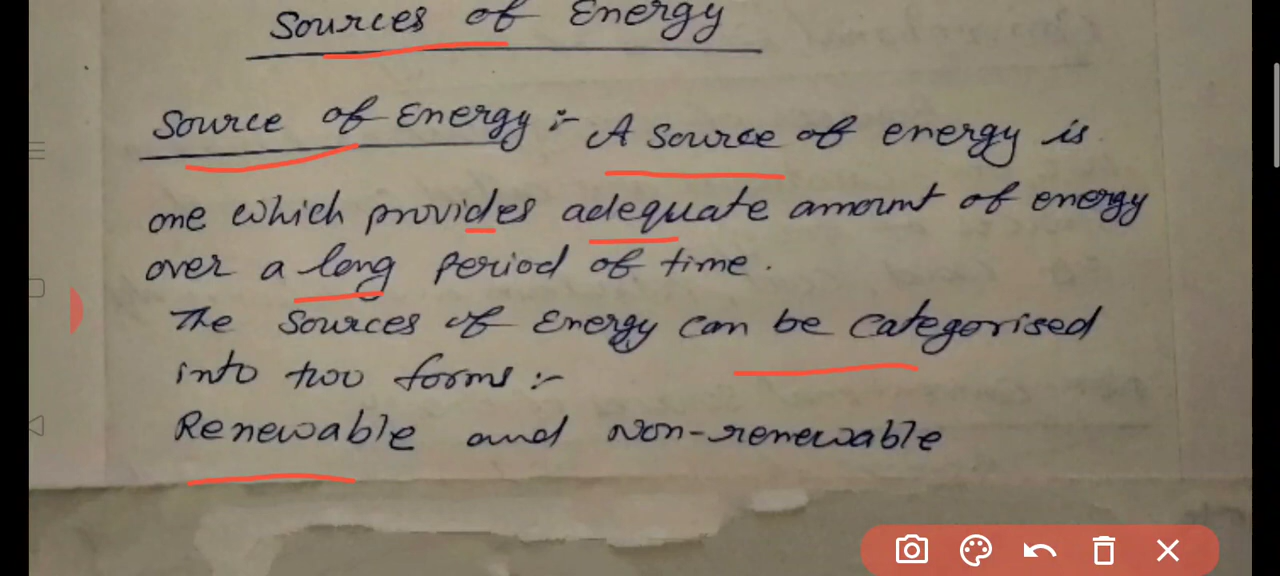 Sources of Energy
Source of Energy :- A source of energy is
one which provides adequate amount of energy
over a long period of time.
The Sources of Energy can be categorised
into two forms :-
Renewable and Non-renewable